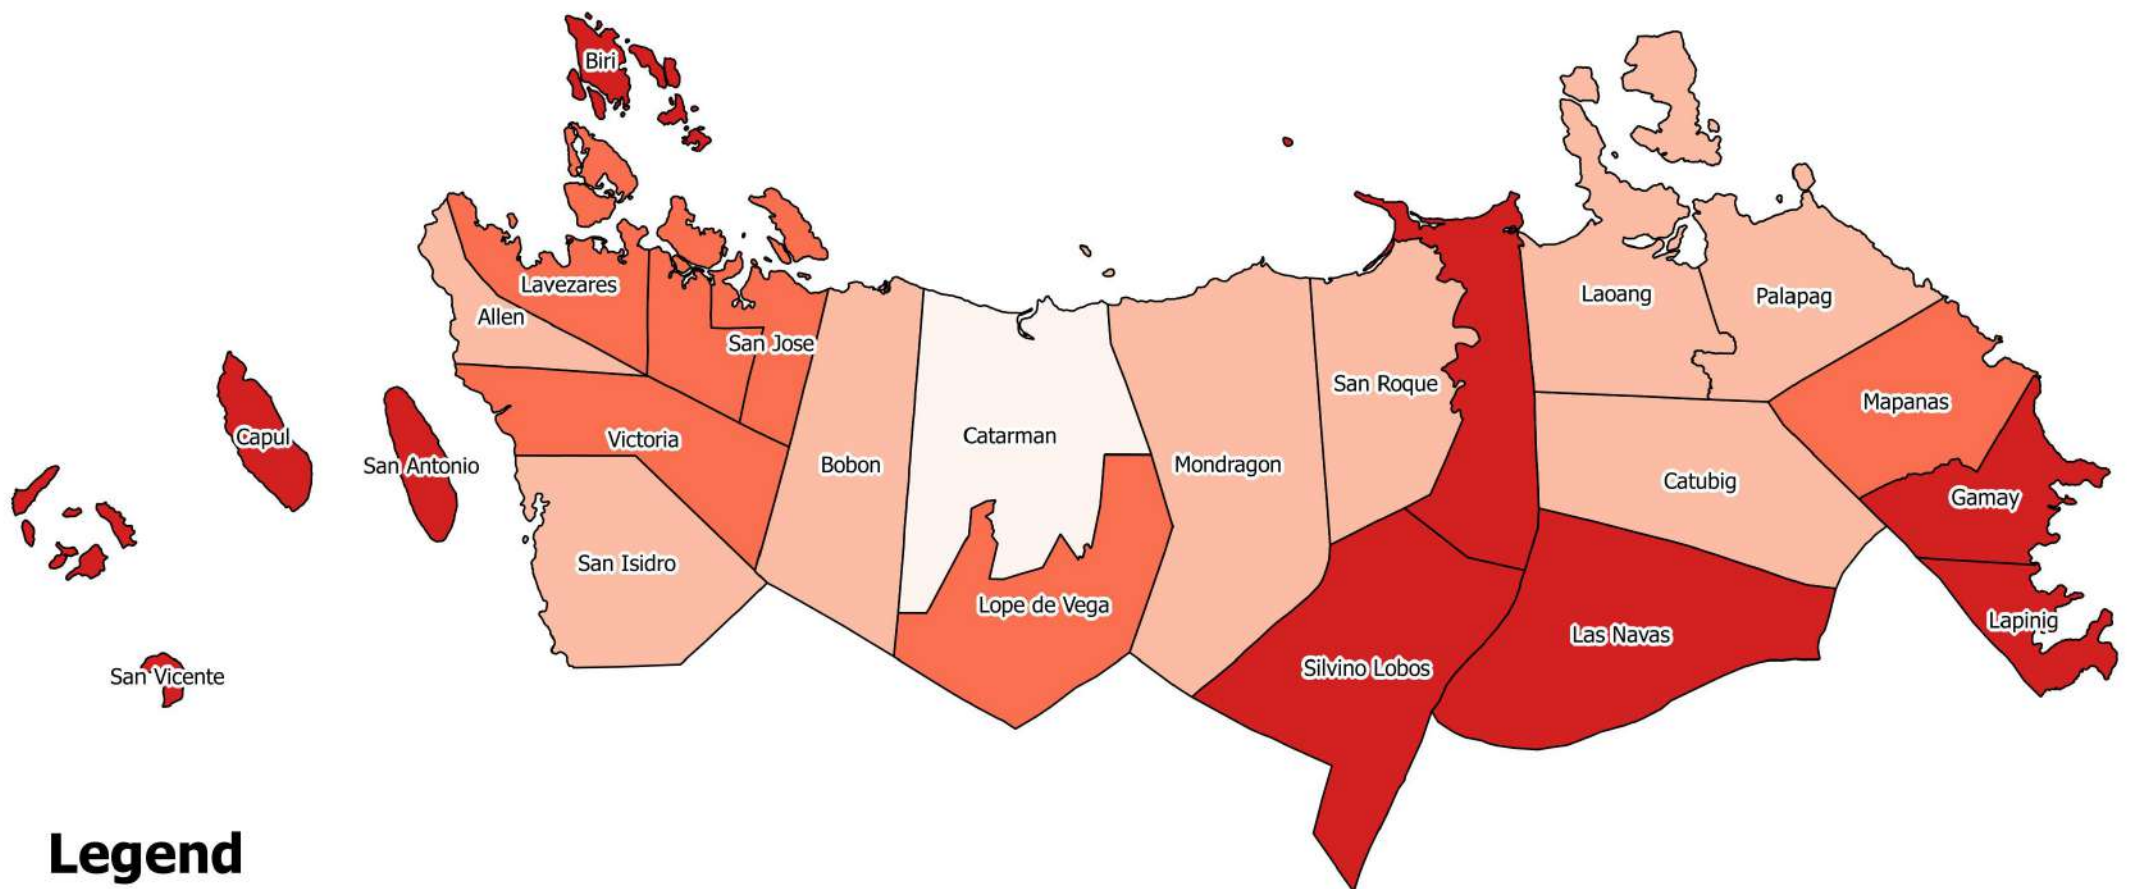 Biri
Lavezares
Allen
San Jose
Laoang
Palapag
San Roque
Mapanas
Capul
San Antonio
Victoria
Bobon
Catarman
Mondragon
Catubig
Gamay
San Isidro
Lope de Vega
Lapinig
Las Navas
Silvino Lobos
San Vicente
Legend